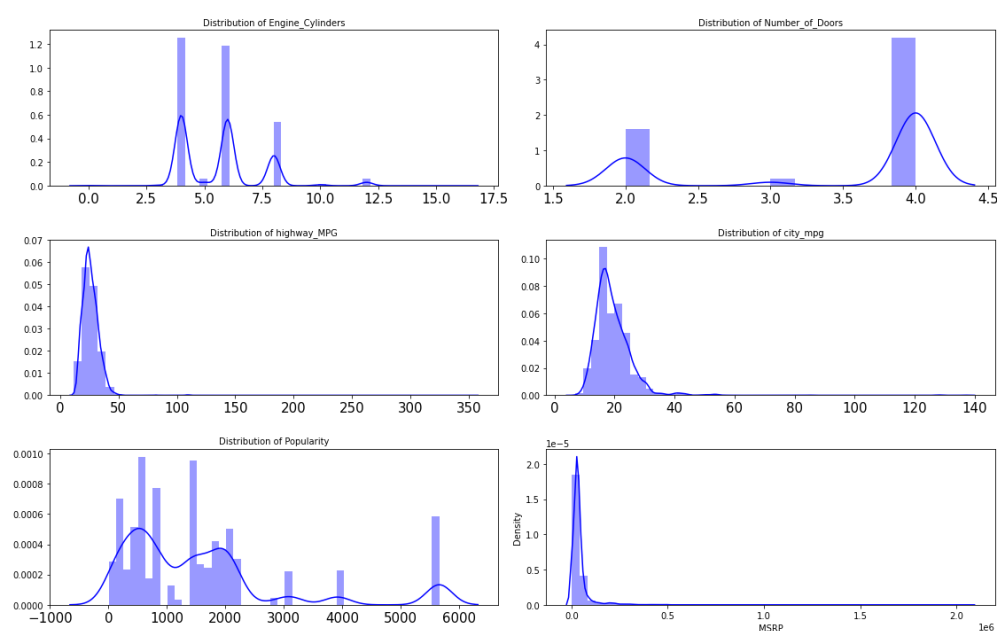 Distribution of Engine_Cylinders
1.2
1.0
0.8
0.6
0.4
0.2
0.0
0.0 2.5 5.0 7.5 10.0 12.5 15.0 17.5
Distribution of Number_of_Doors
4
3
2
1
0
1.5 2.0 2.5 3.0 3.5 4.0 4.5
Distribution of highway_MPG
0.07
0.06
0.05
0.04
0.03
0.02
0.01
0.00
0 50 100 150 200 250 300 350
Distribution of city_mpg
0.10
0.08
0.06
0.04
0.02
0.00
0 20 40 60 80 100 120 140
Distribution of Popularity
0.0010
0.0008
0.0006
0.0004
0.0002
0.0000
-1000 0 1000 2000 3000 4000 5000 6000
1e-5
2.0
1.5
1.0
0.5
0.0
Density
0.0 0.5 1.0 1.5 2.0
MSRP
1e6